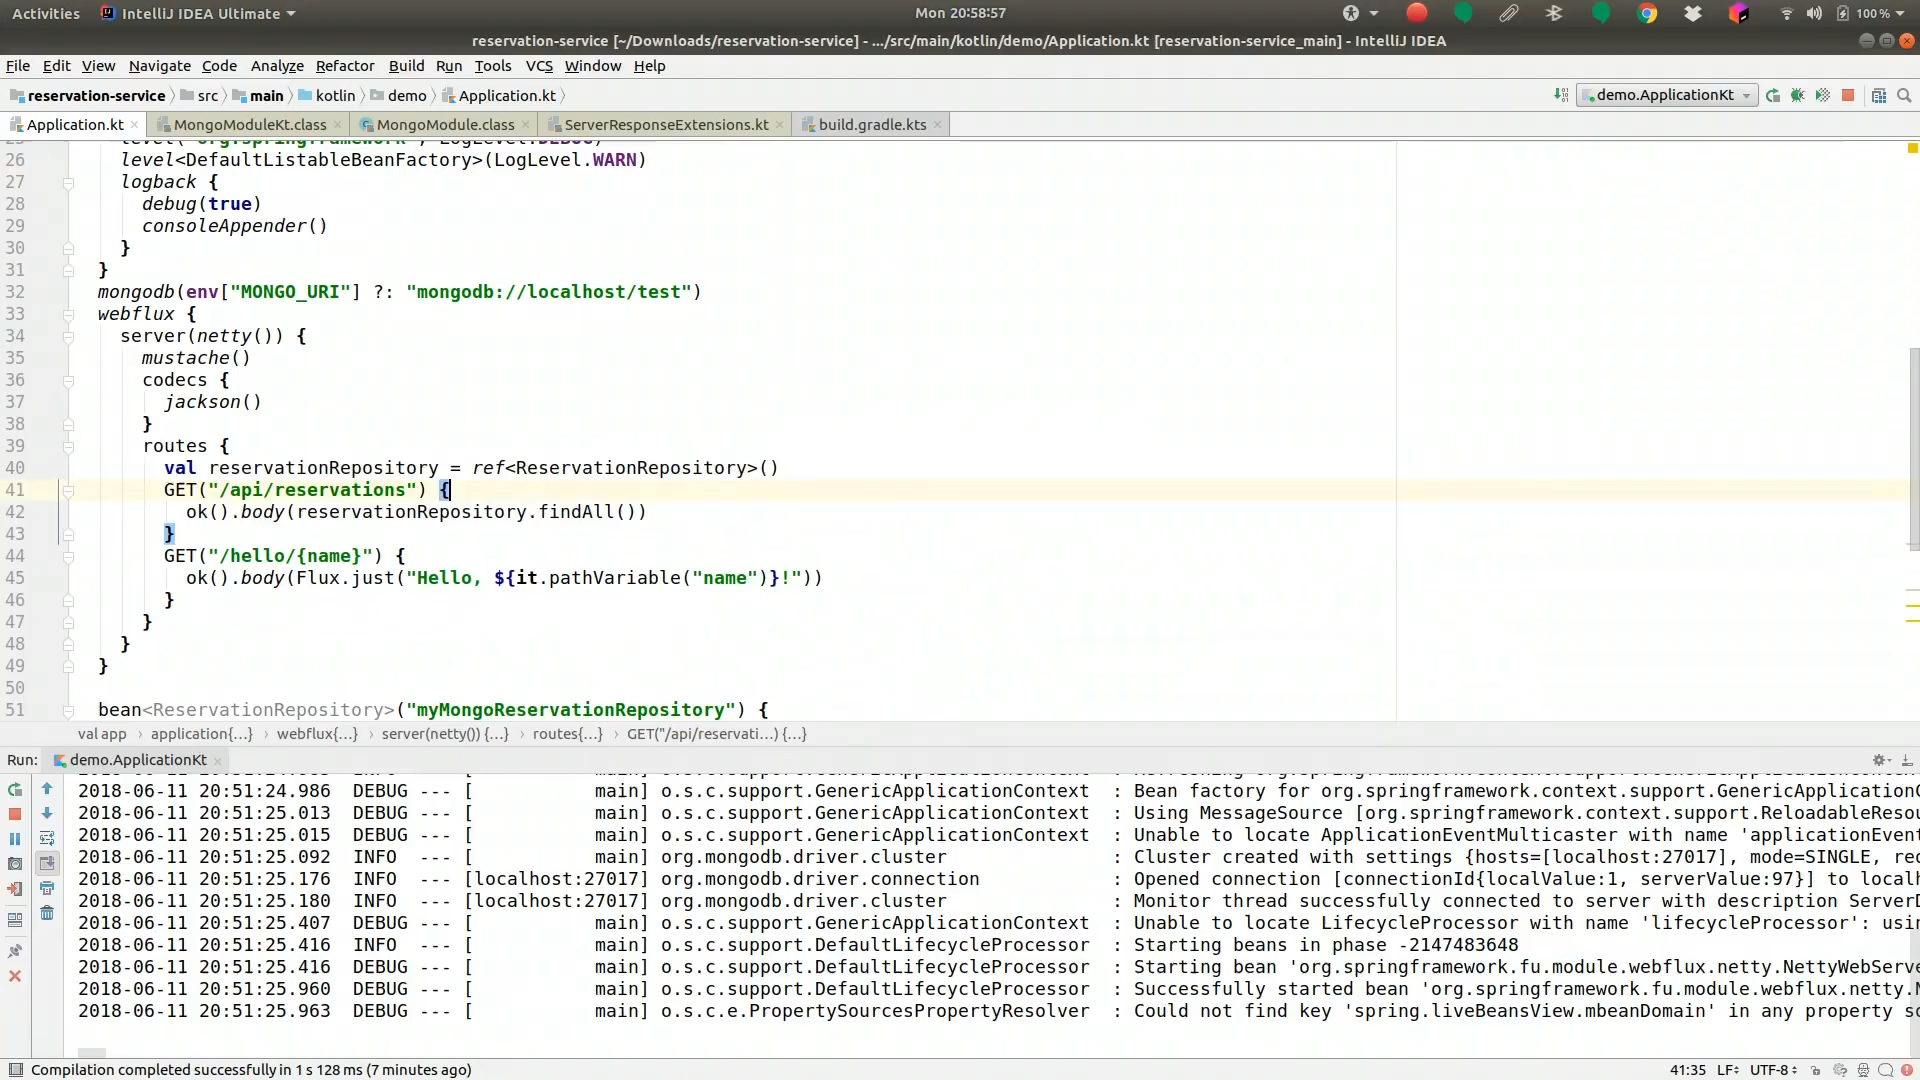 Activities IntelliJ IDEA Ultimate Mon 20:58:57 100 %
reservation-service [~/Downloads/reservation-service] - .../src/main/kotlin/demo/Application.kt [reservation-service_main] - IntelliJ IDEA
File Edit View Navigate Code Analyze Refactor Build Run Tools VCS Window Help
reservation-service src main kotlin demo Application.kt demo.ApplicationKt
Application.kt MongoModuleKt.class MongoModule.class ServerResponseExtensions.kt build.gradle.kts
25 level("org.springframework", LogLevel.DEBUG)
26 level<DefaultListableBeanFactory>(LogLevel.WARN)
27 logback {
28 debug(true)
29 consoleAppender()
30 }
31 }
32 mongodb(env["MONGO_URI"] ?: "mongodb://localhost/test")
33 webflux {
34 server(netty()) {
35 mustache()
36 codecs {
37 jackson()
38 }
39 routes {
40 val reservationRepository = ref<ReservationRepository>()
41 GET("/api/reservations") {
42 ok().body(reservationRepository.findAll())
43 }
44 GET("/hello/{name}") {
45 ok().body(Flux.just("Hello, ${it.pathVariable("name")}!"))
46 }
47 }
48 }
49 }
50
51 bean<ReservationRepository>("myMongoReservationRepository") {
val app › application{...} › webflux{...} › server(netty()) {...} › routes{...} › GET("/api/reservati...) {...}
Run: demo.ApplicationKt
2018-06-11 20:51:24.986 DEBUG --- [ main] o.s.c.support.GenericApplicationContext : Bean factory for org.springframework.context.support.GenericApplicationC
2018-06-11 20:51:25.013 DEBUG --- [ main] o.s.c.support.GenericApplicationContext : Using MessageSource [org.springframework.context.support.ReloadableResou
2018-06-11 20:51:25.015 DEBUG --- [ main] o.s.c.support.GenericApplicationContext : Unable to locate ApplicationEventMulticaster with name 'applicationEvent
2018-06-11 20:51:25.092 INFO --- [ main] org.mongodb.driver.cluster : Cluster created with settings {hosts=[localhost:27017], mode=SINGLE, req
2018-06-11 20:51:25.176 INFO --- [localhost:27017] org.mongodb.driver.connection : Opened connection [connectionId{localValue:1, serverValue:97}] to localh
2018-06-11 20:51:25.180 INFO --- [localhost:27017] org.mongodb.driver.cluster : Monitor thread successfully connected to server with description ServerD
2018-06-11 20:51:25.407 DEBUG --- [ main] o.s.c.support.GenericApplicationContext : Unable to locate LifecycleProcessor with name 'lifecycleProcessor': usin
2018-06-11 20:51:25.416 INFO --- [ main] o.s.c.support.DefaultLifecycleProcessor : Starting beans in phase -2147483648
2018-06-11 20:51:25.416 DEBUG --- [ main] o.s.c.support.DefaultLifecycleProcessor : Starting bean 'org.springframework.fu.module.webflux.netty.NettyWebServe
2018-06-11 20:51:25.960 DEBUG --- [ main] o.s.c.support.DefaultLifecycleProcessor : Successfully started bean 'org.springframework.fu.module.webflux.netty.N
2018-06-11 20:51:25.963 DEBUG --- [ main] o.s.c.e.PropertySourcesPropertyResolver : Could not find key 'spring.liveBeansView.mbeanDomain' in any property so
Compilation completed successfully in 1 s 128 ms (7 minutes ago) 41:35 LF÷ UTF-8÷